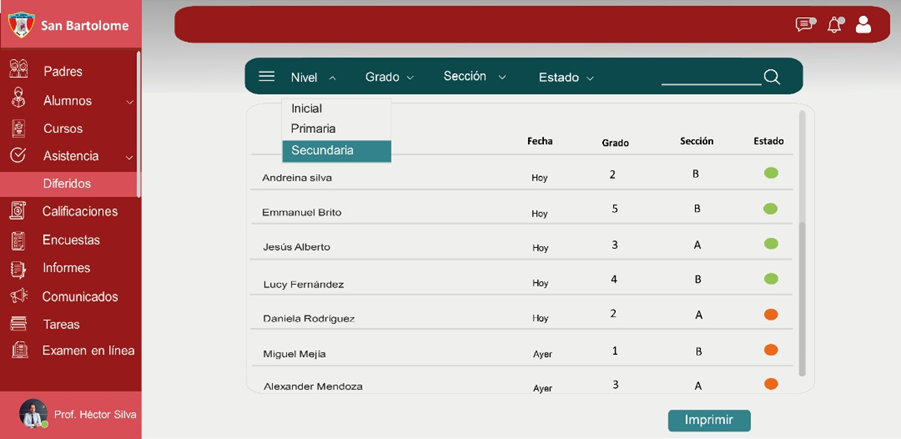 San Bartolome
Padres
Alumnos
Cursos
Asistencia
Diferidos
Calificaciones
Encuestas
Informes
Comunicados
Tareas
Examen en línea
Prof. Héctor Silva
Nivel Grado Sección Estado
Inicial
Primaria
Secundaria
Fecha Grado Sección Estado
Andreina silva Hoy 2 B
Emmanuel Brito Hoy 5 B
Jesús Alberto Hoy 3 A
Lucy Fernández Hoy 4 B
Daniela Rodríguez Hoy 2 A
Miguel Mejia Ayer 1 B
Alexander Mendoza Ayer 3 A
Imprimir